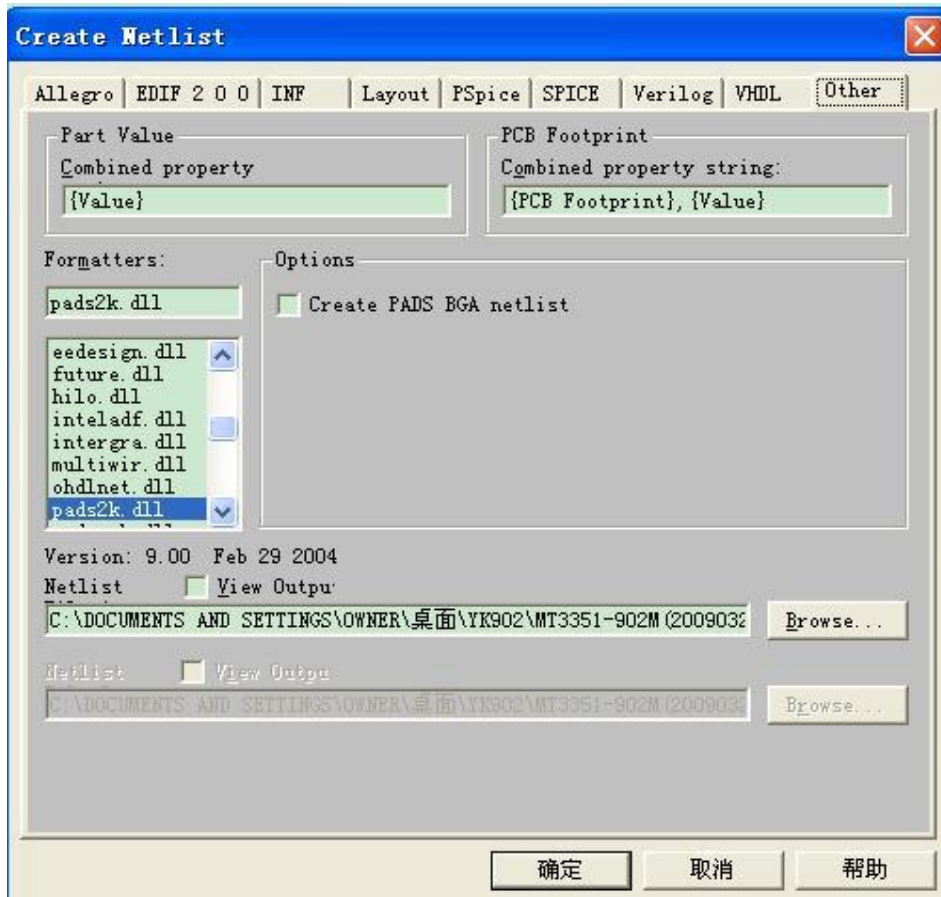 Create Netlist
Allegro EDIF 2 0 0 INF Layout PSpice SPICE Verilog VHDL Other
Part Value
Combined property
{Value}
PCB Footprint
Combined property string:
{PCB Footprint}, {Value}
Formatters:
pads2k.dll
eedesign.dll
future.dll
hilo.dll
inteladf.dll
intergra.dll
multiwir.dll
ohdlnet.dll
pads2k.dll
Options
Create PADS BGA netlist
Version: 9.00 Feb 29 2004
Netlist View Outpu
C:\DOCUMENTS AND SETTINGS\OWNER\桌面\YK902\MT3351-902M(2009032 Browse...
Netlist View Outpu
C:\DOCUMENTS AND SETTINGS\OWNER\桌面\YK902\MT3351-902M(2009032 Browse...
确定 取消 帮助